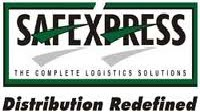 SAFEXPRESS
THE COMPLETE LOGISTICS SOLUTIONS
Distribution Redefined